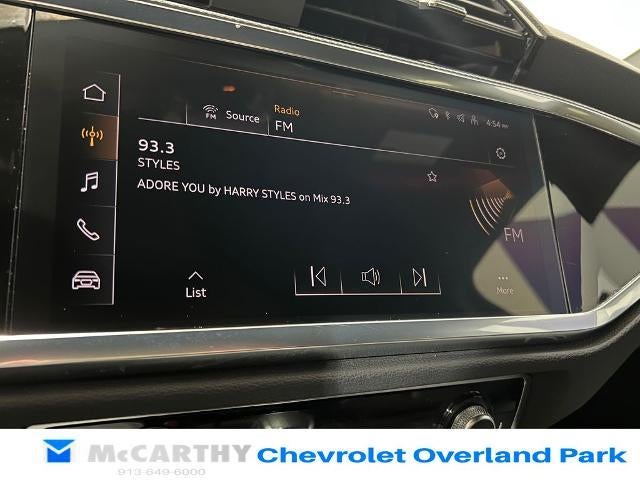 Radio
FM
Source
FM
4:54 PM
93.3
STYLES
ADORE YOU by HARRY STYLES on Mix 93.3
FM
List
More
McCARTHY
913-649-6000
Chevrolet Overland Park